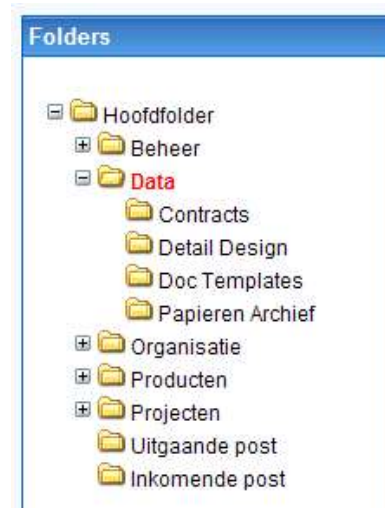 Folders
Hoofdfolder
Beheer
Data
Contracts
Detail Design
Doc Templates
Papieren Archief
Organisatie
Producten
Projecten
Uitgaande post
Inkomende post